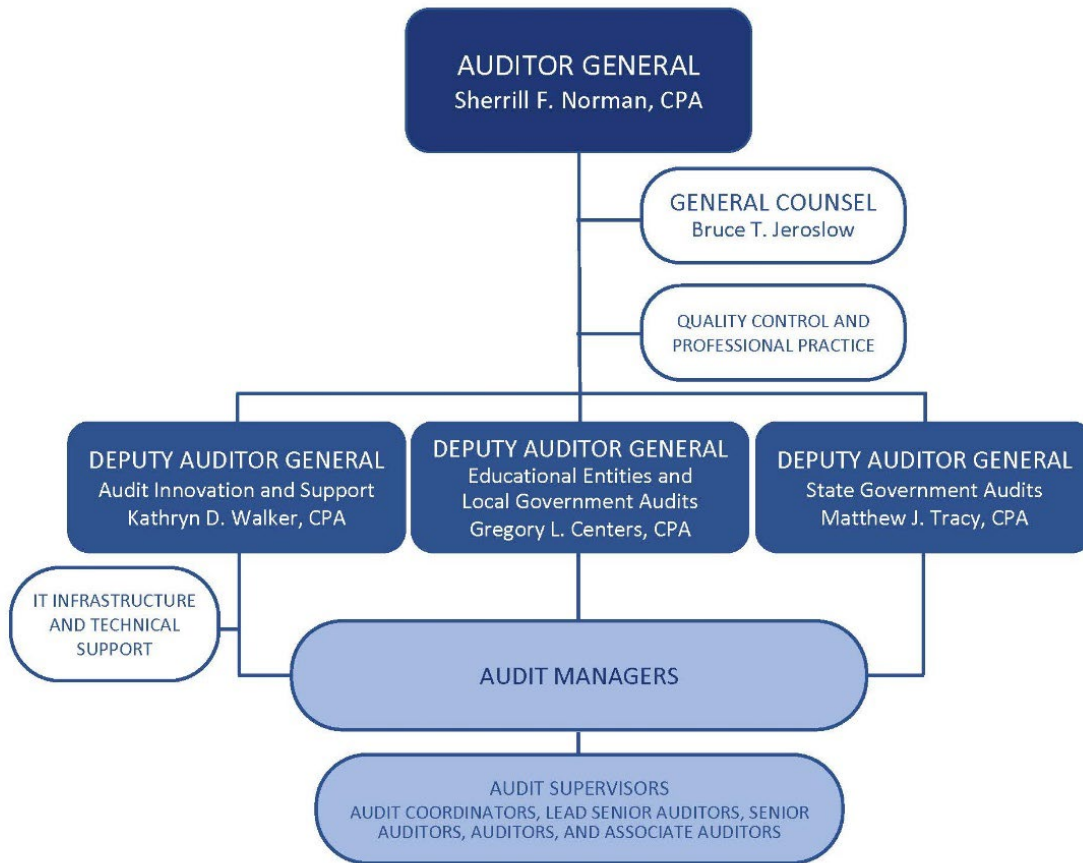 AUDITOR GENERAL
Sherrill F. Norman, CPA
GENERAL COUNSEL
Bruce T. Jeroslow
QUALITY CONTROL AND
PROFESSIONAL PRACTICE
DEPUTY AUDITOR GENERAL
Audit Innovation and Support
Kathryn D. Walker, CPA
DEPUTY AUDITOR GENERAL
Educational Entities and
Local Government Audits
Gregory L. Centers, CPA
DEPUTY AUDITOR GENERAL
State Government Audits
Matthew J. Tracy, CPA
IT INFRASTRUCTURE
AND TECHNICAL
SUPPORT
AUDIT MANAGERS
AUDIT SUPERVISORS
AUDIT COORDINATORS, LEAD SENIOR AUDITORS, SENIOR
AUDITORS, AUDITORS, AND ASSOCIATE AUDITORS